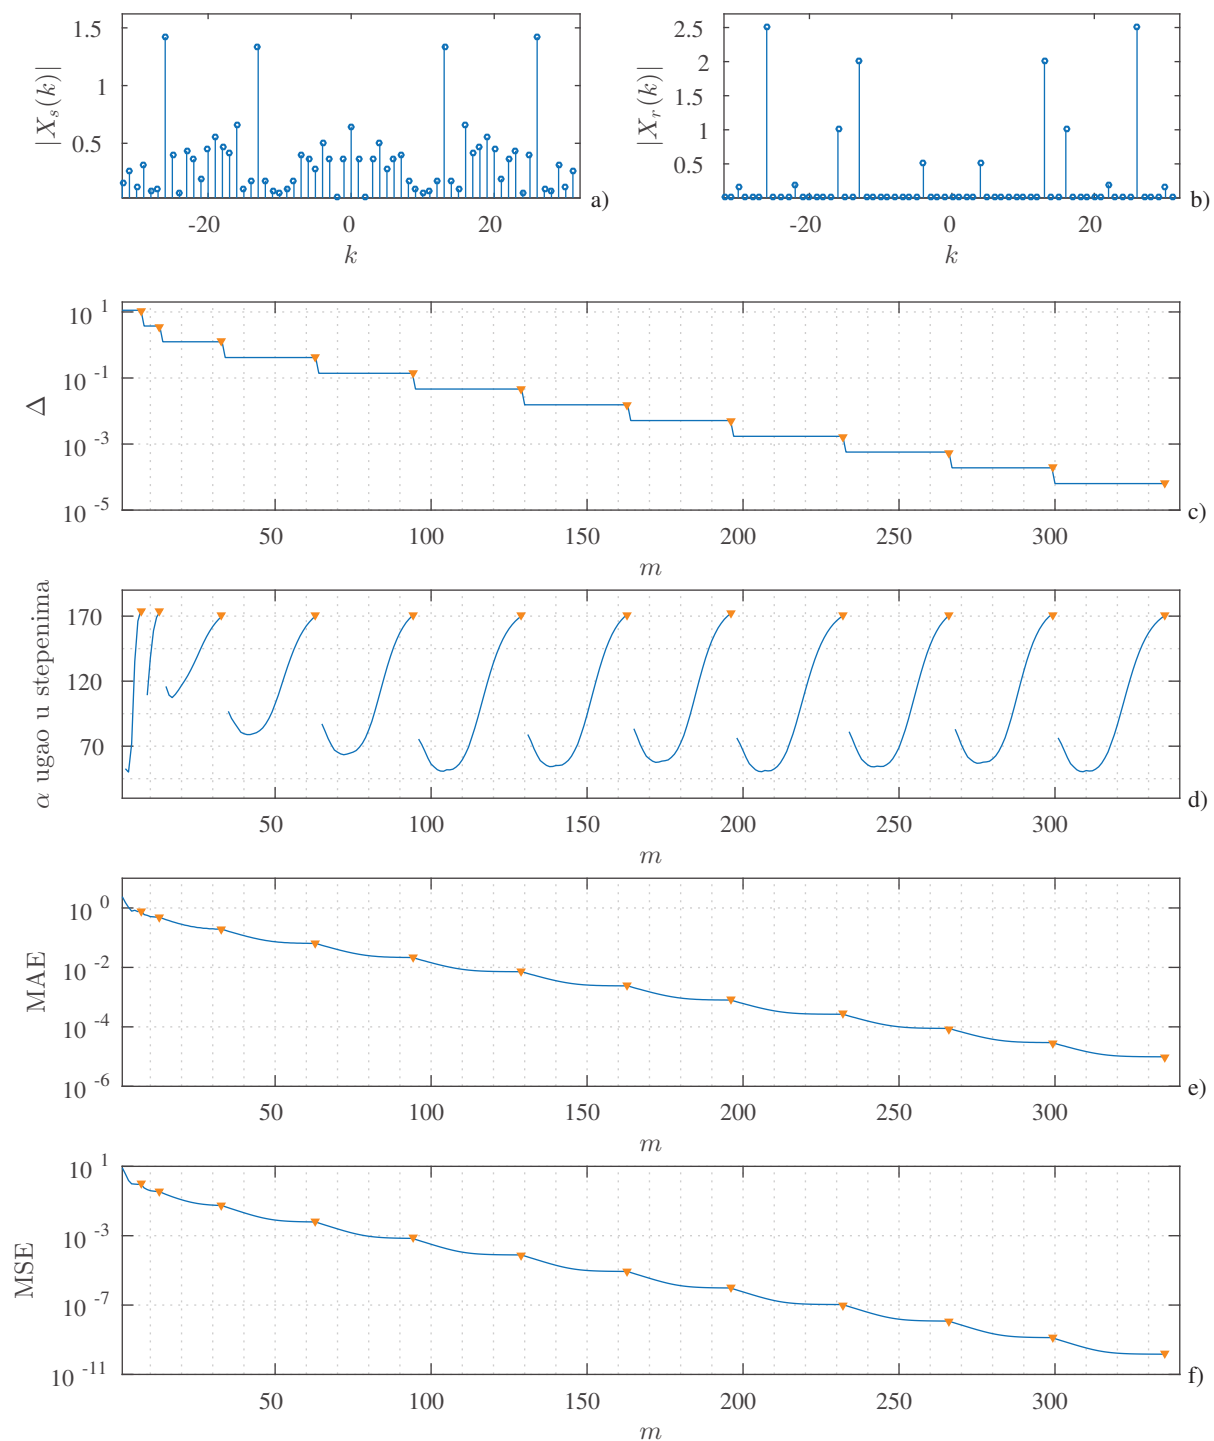 |X_s(k)|
1.5
1
0.5
-20
0
20
k
a)
|X_r(k)|
2.5
2
1.5
1
0.5
-20
0
20
k
b)
Δ
10^1
10^-1
10^-3
10^-5
50
100
150
200
250
300
m
c)
α ugao u stepenima
170
120
70
50
100
150
200
250
300
m
d)
MAE
10^0
10^-2
10^-4
10^-6
50
100
150
200
250
300
m
e)
MSE
10^1
10^-3
10^-7
10^-11
50
100
150
200
250
300
m
f)